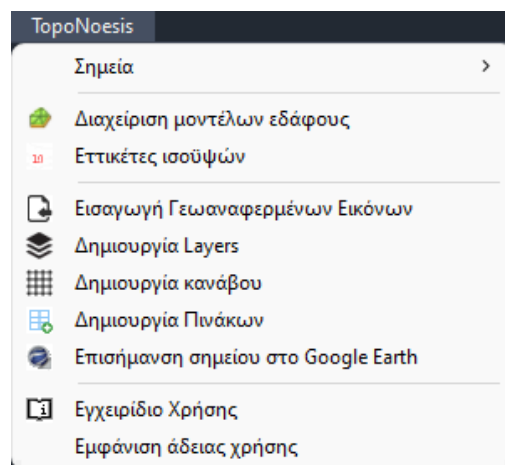 TopoNoesis
Σημεία
Διαχείριση μοντέλων εδάφους
10
Εττικέτες ισοϋψών
Εισαγωγή Γεωαναφερμένων Εικόνων
Δημιουργία Layers
Δημιουργία κανάβου
Δημιουργία Πινάκων
Επισήμανση σημείου στο Google Earth
Εγχειρίδιο Χρήσης
Εμφάνιση άδειας χρήσης